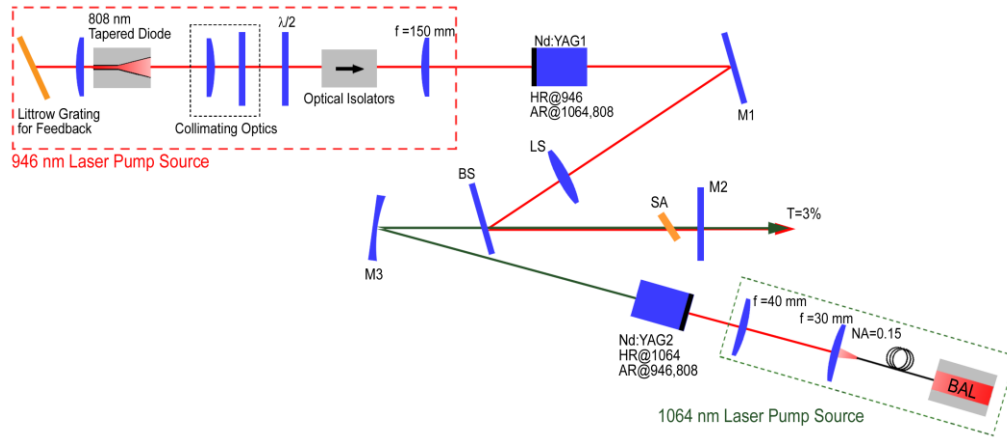 808 nm
Tapered Diode
λ/2
f =150 mm
Nd:YAG1
Littrow Grating
for Feedback
Collimating Optics
Optical Isolators
HR@946
AR@1064,808
M1
946 nm Laser Pump Source
LS
BS
SA
M2
T=3%
M3
f =40 mm
f =30 mm
NA=0.15
Nd:YAG2
HR@1064
AR@946,808
BAL
1064 nm Laser Pump Source